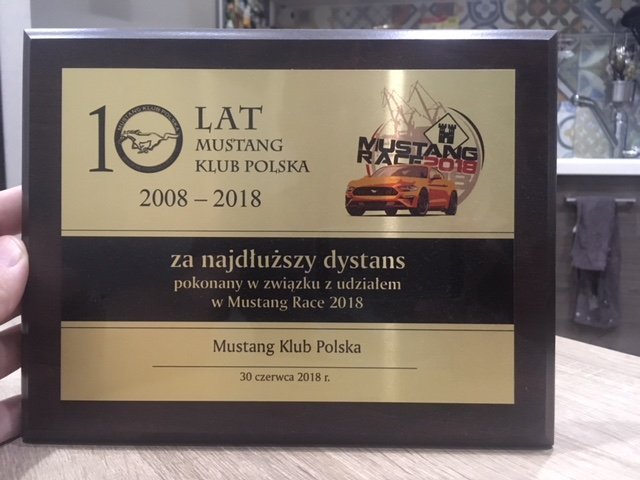 MUSTANG KLUB POLSKA
10 LAT
MUSTANG
KLUB POLSKA
2008 – 2018
MUSTANG
RACE 2018
za najdłuższy dystans
pokonany w związku z udziałem
w Mustang Race 2018
Mustang Klub Polska
30 czerwca 2018 r.